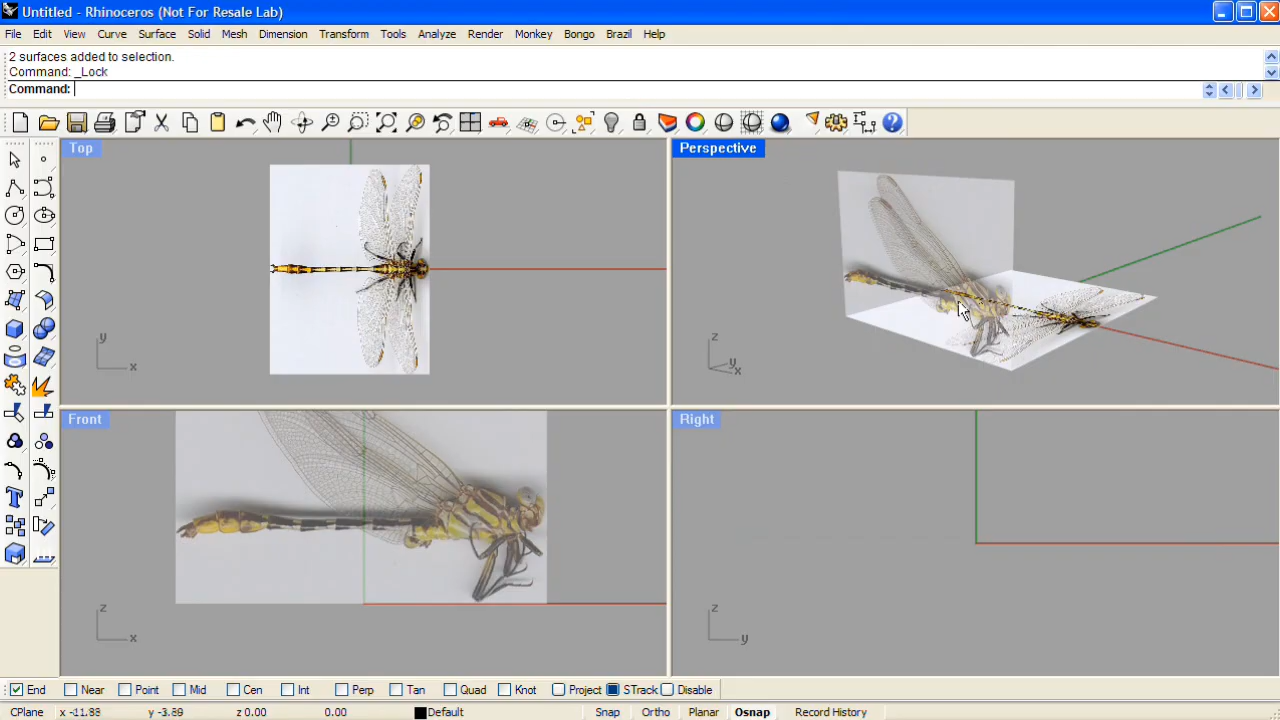 Untitled - Rhinoceros (Not For Resale Lab)
File Edit View Curve Surface Solid Mesh Dimension Transform Tools Analyze Render Monkey Bongo Brazil Help
2 surfaces added to selection.
Command: _Lock
Command:
Top
Perspective
y
x
z
y
x
Front
Right
z
x
z
y
End Near Point Mid Cen Int Perp Tan Quad Knot Project STrack Disable
CPlane x -11.88 y -3.89 z 0.00 0.00 Default Snap Ortho Planar Osnap Record History